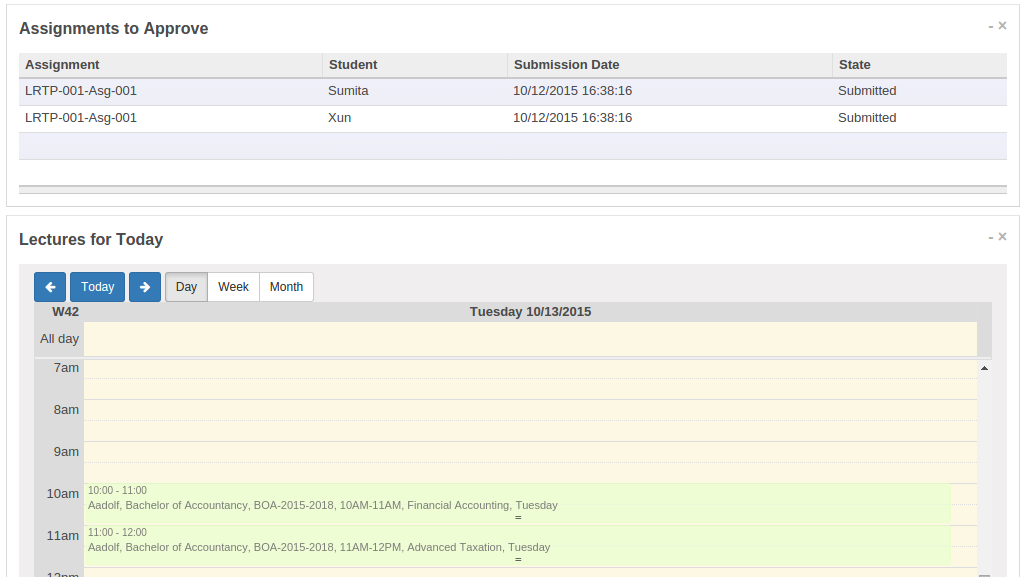 Assignments to Approve - ×
Assignment Student Submission Date State
LRTP-001-Asg-001 Sumita 10/12/2015 16:38:16 Submitted
LRTP-001-Asg-001 Xun 10/12/2015 16:38:16 Submitted
Lectures for Today - ×
Today Day Week Month
W42 Tuesday 10/13/2015
All day
7am
8am
9am
10am 10:00 - 11:00
Aadolf, Bachelor of Accountancy, BOA-2015-2018, 10AM-11AM, Financial Accounting, Tuesday
11am 11:00 - 12:00
Aadolf, Bachelor of Accountancy, BOA-2015-2018, 11AM-12PM, Advanced Taxation, Tuesday
12pm